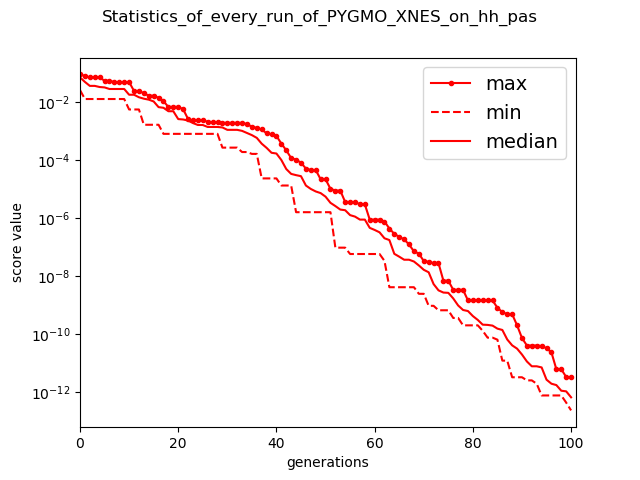 Statistics_of_every_run_of_PYGMO_XNES_on_hh_pas
max
min
median
score value
10⁻²
10⁻⁴
10⁻⁶
10⁻⁸
10⁻¹⁰
10⁻¹²
0 20 40 60 80 100
generations